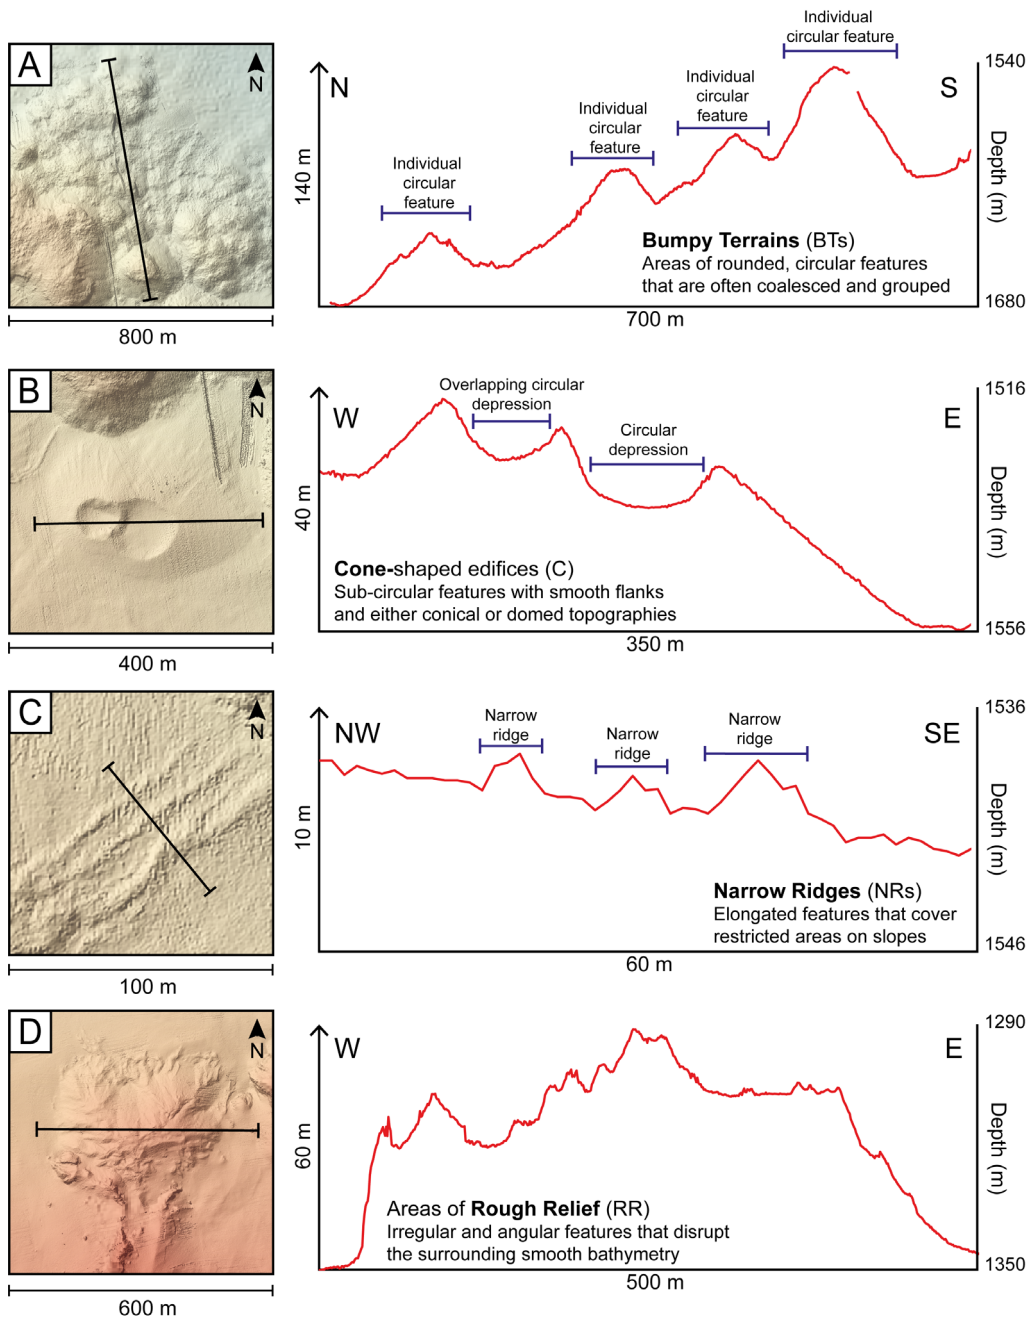 A
N
800 m
N
S
140 m
Individual
circular
feature
Individual
circular
feature
Individual
circular
feature
Individual
circular feature
1540
Depth (m)
1680
Bumpy Terrains (BTs)
Areas of rounded, circular features
that are often coalesced and grouped
700 m
B
N
400 m
W
E
40 m
Overlapping circular
depression
Circular
depression
1516
Depth (m)
1556
Cone-shaped edifices (C)
Sub-circular features with smooth flanks
and either conical or domed topographies
350 m
C
N
100 m
NW
SE
10 m
Narrow
ridge
Narrow
ridge
Narrow
ridge
1536
Depth (m)
1546
Narrow Ridges (NRs)
Elongated features that cover
restricted areas on slopes
60 m
D
N
600 m
W
E
60 m
1290
Depth (m)
1350
Areas of Rough Relief (RR)
Irregular and angular features that disrupt
the surrounding smooth bathymetry
500 m